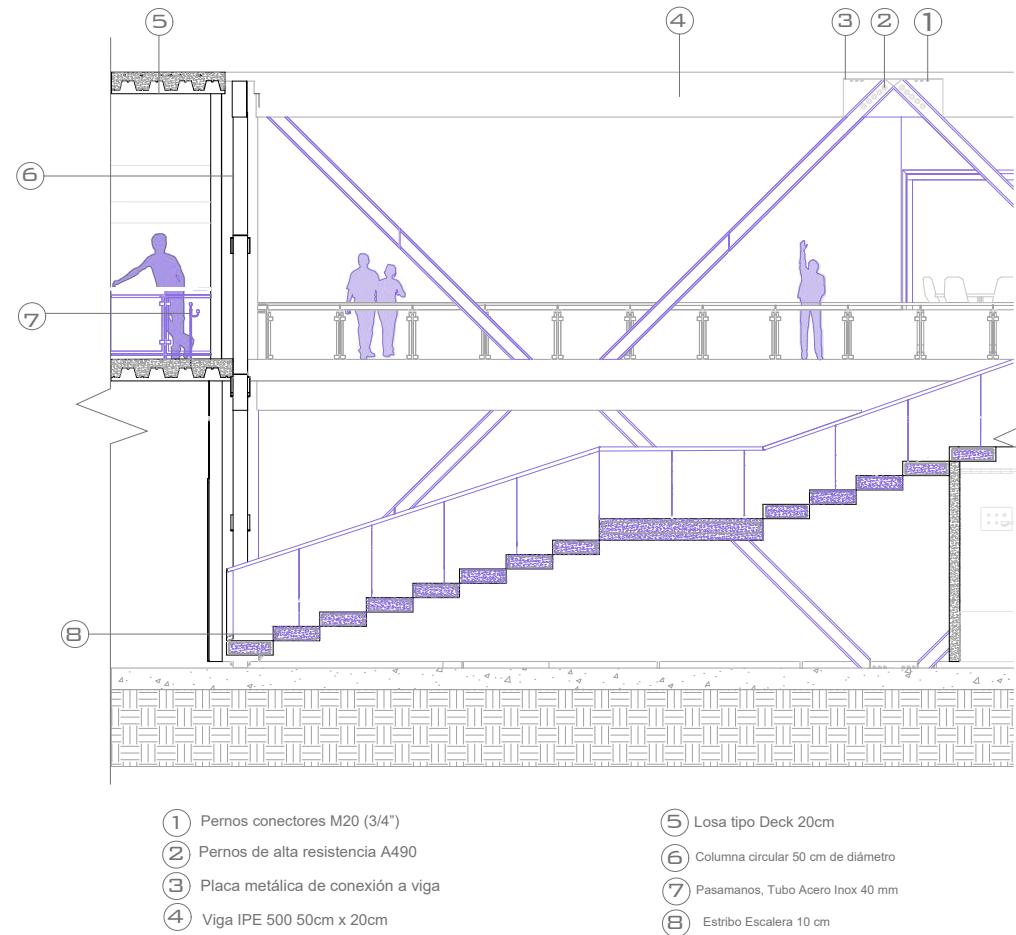 5 4 3 2 1
6
7
8
1 Pernos conectores M20 (3/4”)
2 Pernos de alta resistencia A490
3 Placa metálica de conexión a viga
4 Viga IPE 500 50cm x 20cm
5 Losa tipo Deck 20cm
6 Columna circular 50 cm de diámetro
7 Pasamanos, Tubo Acero Inox 40 mm
8 Estribo Escalera 10 cm